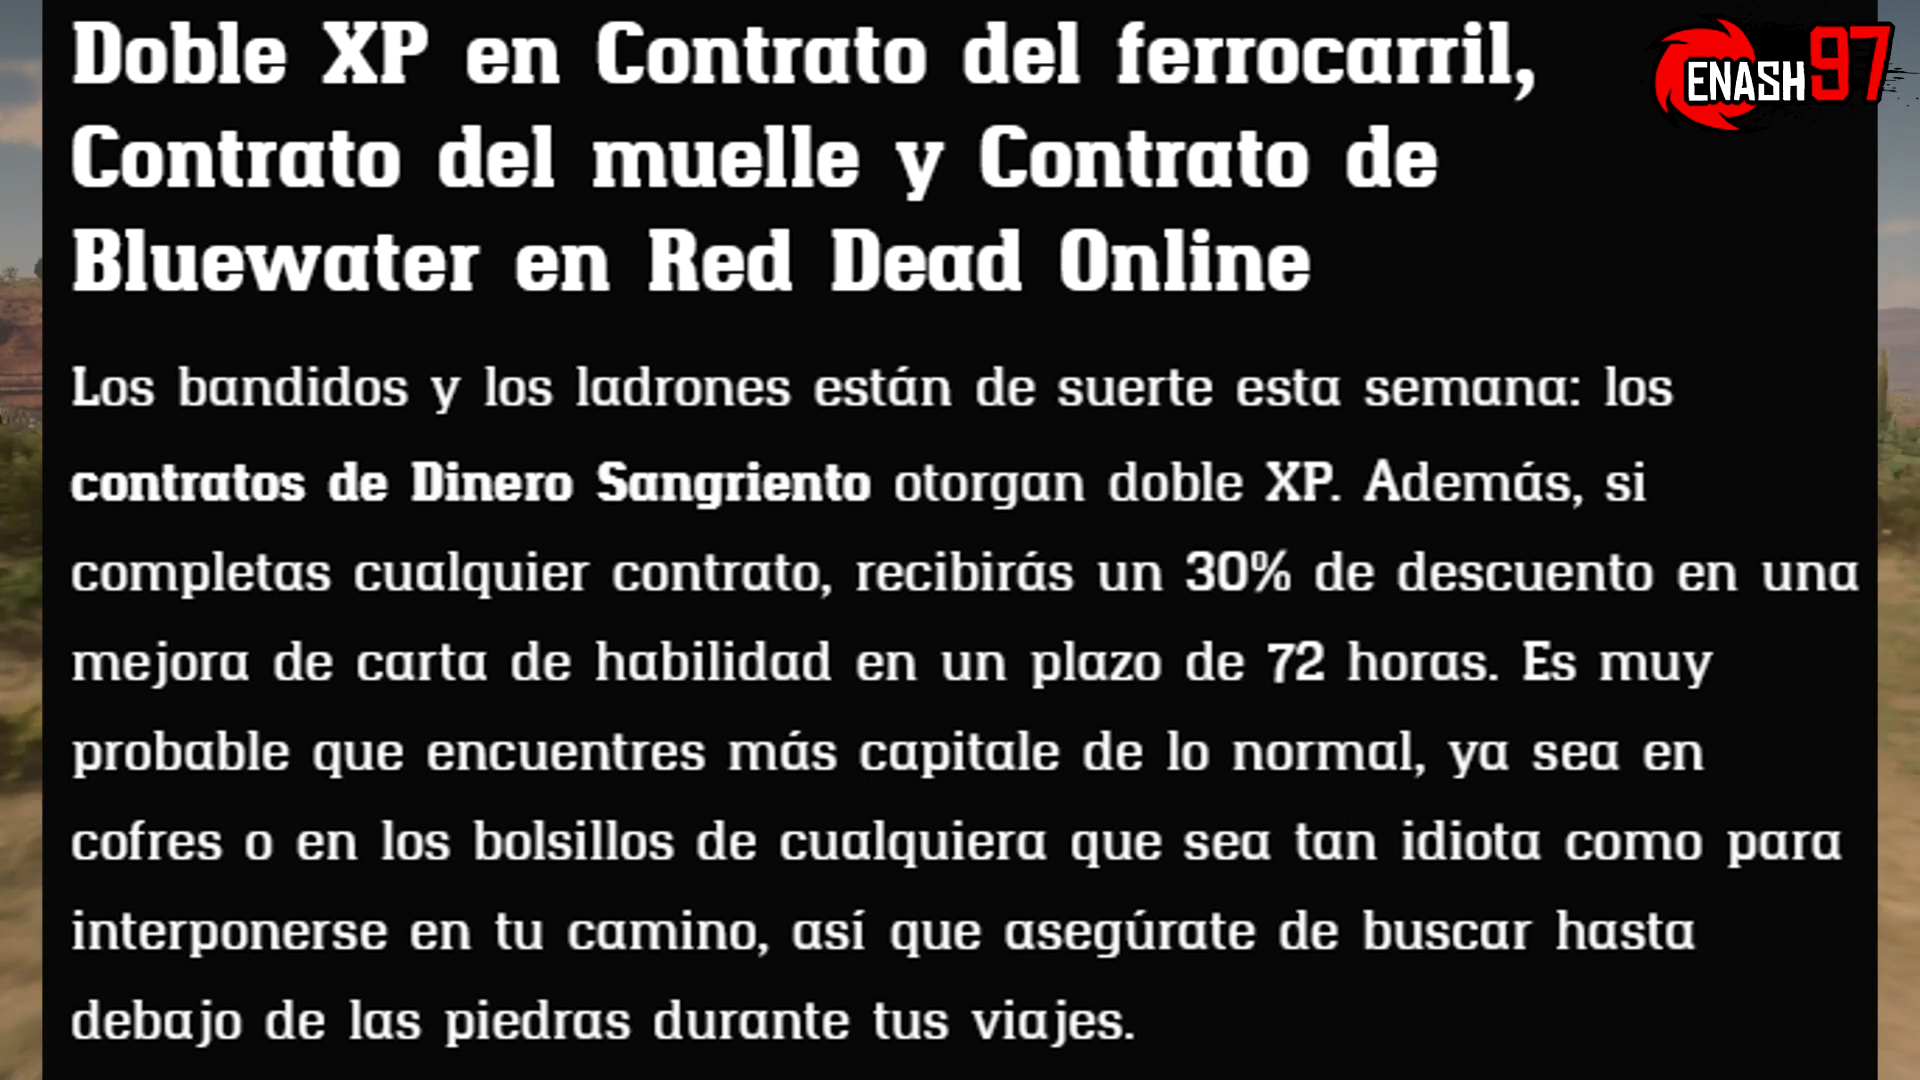 Doble XP en Contrato del ferrocarril,
Contrato del muelle y Contrato de
Bluewater en Red Dead Online
ENASH97
Los bandidos y los ladrones están de suerte esta semana: los
contratos de Dinero Sangriento otorgan doble XP. Además, si
completas cualquier contrato, recibirás un 30% de descuento en una
mejora de carta de habilidad en un plazo de 72 horas. Es muy
probable que encuentres más capitale de lo normal, ya sea en
cofres o en los bolsillos de cualquiera que sea tan idiota como para
interponerse en tu camino, así que asegúrate de buscar hasta
debajo de las piedras durante tus viajes.